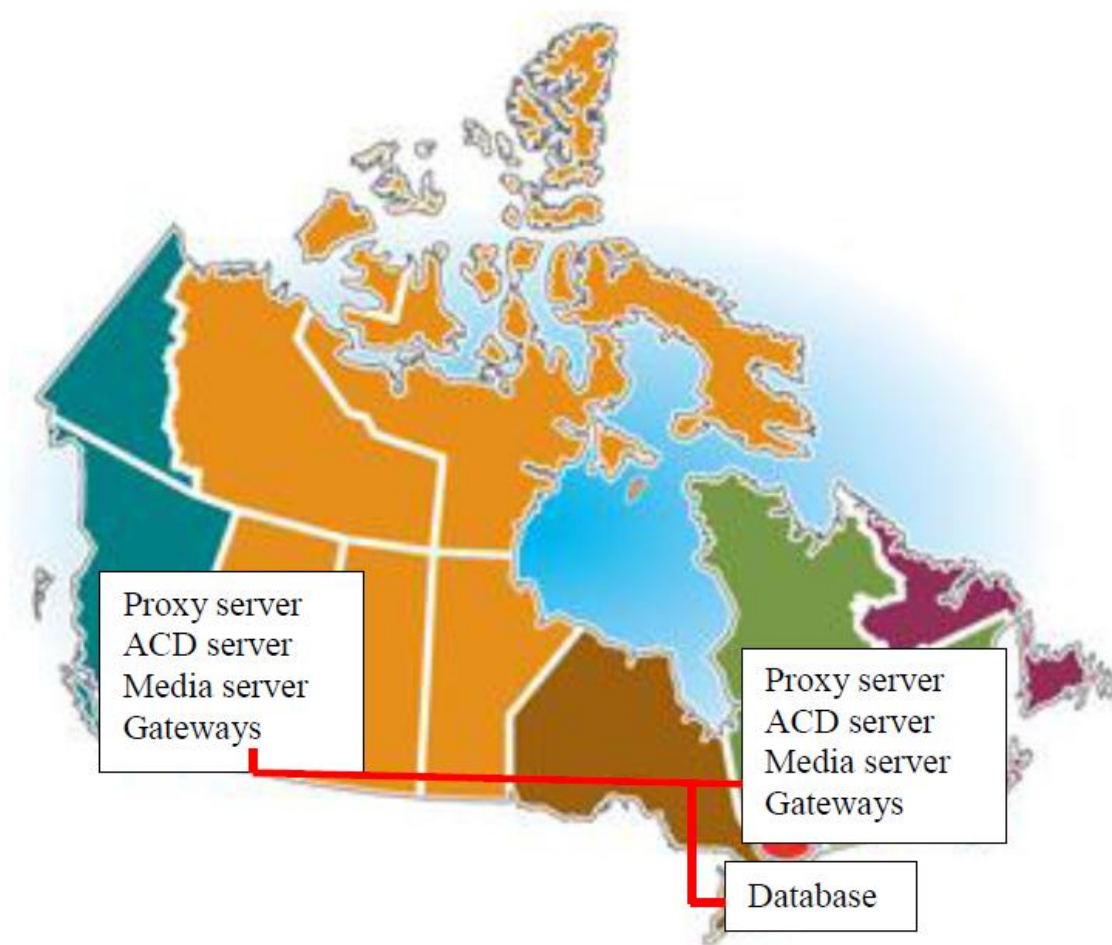 Proxy server
ACD server
Media server
Gateways
Proxy server
ACD server
Media server
Gateways
Database